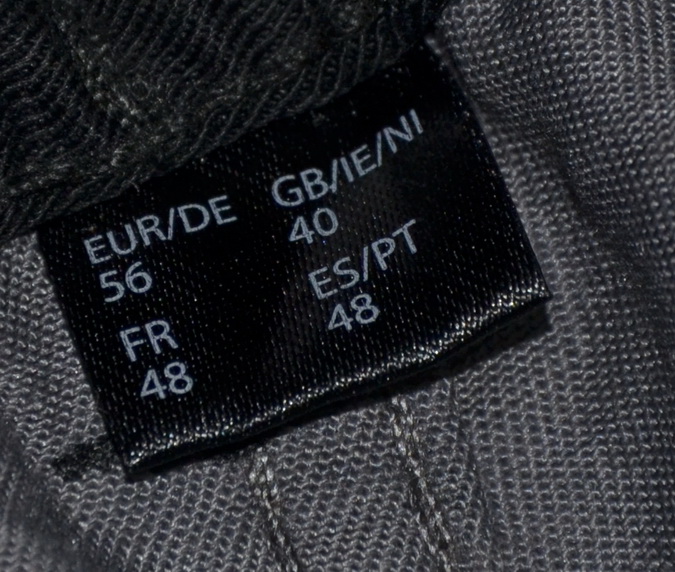 EUR/DE
56
GB/IE/NI
40
FR
48
ES/PT
48